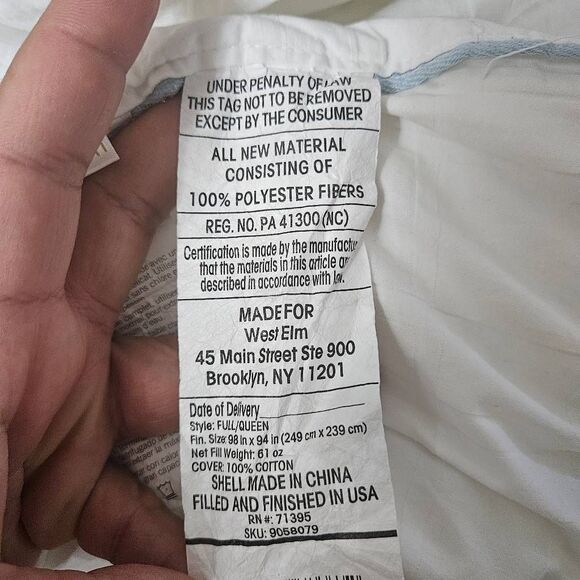 UNDER PENALTY OF LAW
THIS TAG NOT TO BE REMOVED
EXCEPT BY THE CONSUMER
ALL NEW MATERIAL
CONSISTING OF
100% POLYESTER FIBERS
REG. NO. PA 41300 (NC)
Certification is made by the manufactu
that the materials in this article ar
described in accordance with law.
MADE FOR
West Elm
45 Main Street Ste 900
Brooklyn, NY 11201
Date of Delivery
Style: FULL/QUEEN
Fin. Size: 98 in x 94 in (249 cm x 239 cm)
Net Fill Weight: 61 oz
COVER: 100% COTTON
SHELL MADE IN CHINA
FILLED AND FINISHED IN USA
RN #: 71395
SKU: 9058079